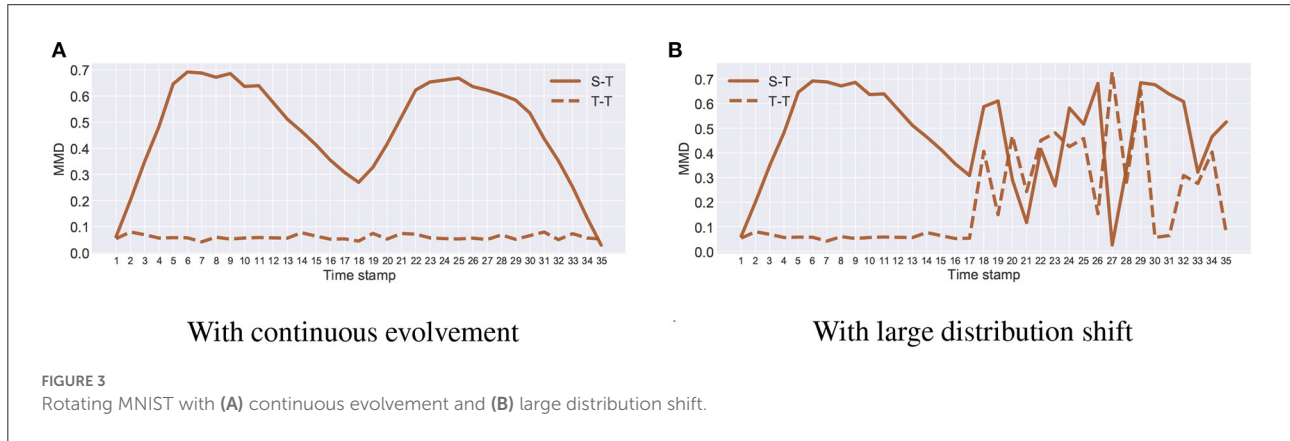 A
0.7
0.6
0.5
0.4
0.3
0.2
0.1
0.0
MMD
S-T
T-T
1 2 3 4 5 6 7 8 9 10 11 12 13 14 15 16 17 18 19 20 21 22 23 24 25 26 27 28 29 30 31 32 33 34 35
Time stamp
With continuous evolvement
B
0.7
0.6
0.5
0.4
0.3
0.2
0.1
0.0
MMD
S-T
T-T
1 2 3 4 5 6 7 8 9 10 11 12 13 14 15 16 17 18 19 20 21 22 23 24 25 26 27 28 29 30 31 32 33 34 35
Time stamp
With large distribution shift
FIGURE 3
Rotating MNIST with (A) continuous evolvement and (B) large distribution shift.